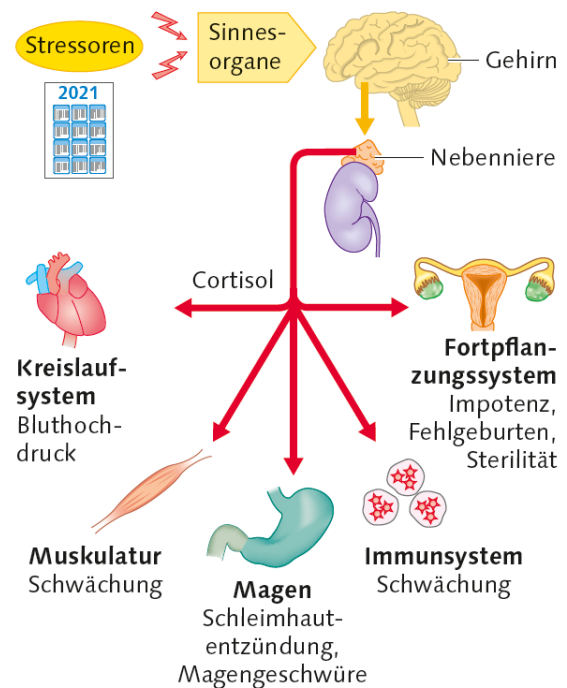 Stressoren
Sinnes-
organe
Gehirn
2021
Nebenniere
Cortisol
Kreislauf-
system
Bluthoch-
druck
Fortpflan-
zungssystem
Impotenz,
Fehlgeburten,
Sterilität
Muskulatur
Schwächung
Magen
Schleimhaut-
entzündung,
Magengeschwüre
Immunsystem
Schwächung